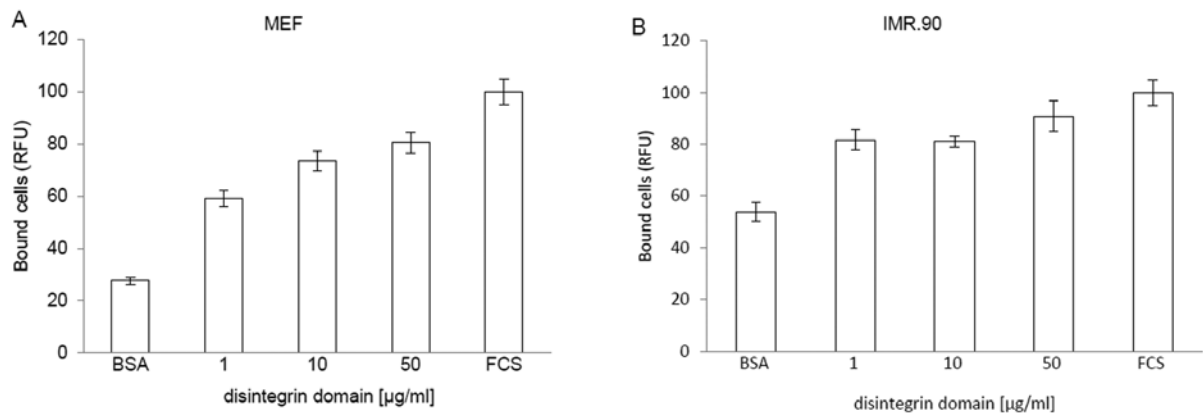 A
MEF
120
100
80
60
40
20
0
Bound cells (RFU)
BSA 1 10 50 FCS
disintegrin domain [µg/ml]
B
IMR.90
120
100
80
60
40
20
0
Bound cells (RFU)
BSA 1 10 50 FCS
disintegrin domain [µg/ml]